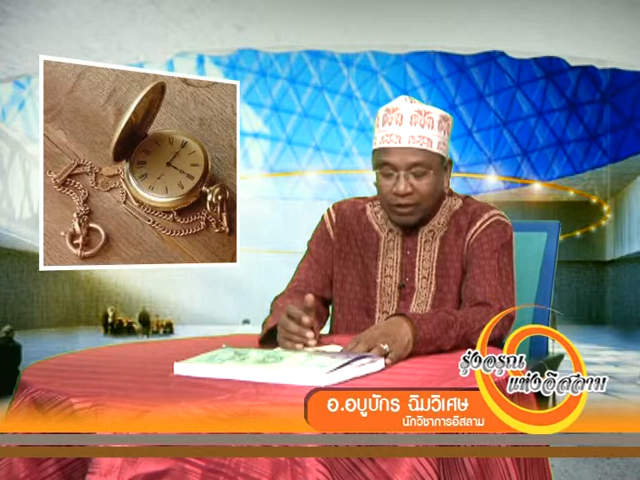 รุ่งอรุณ
แห่งอิสลาม
อ.อบูบักร ฉิมวิเศษ
นักวิชาการอิสลาม